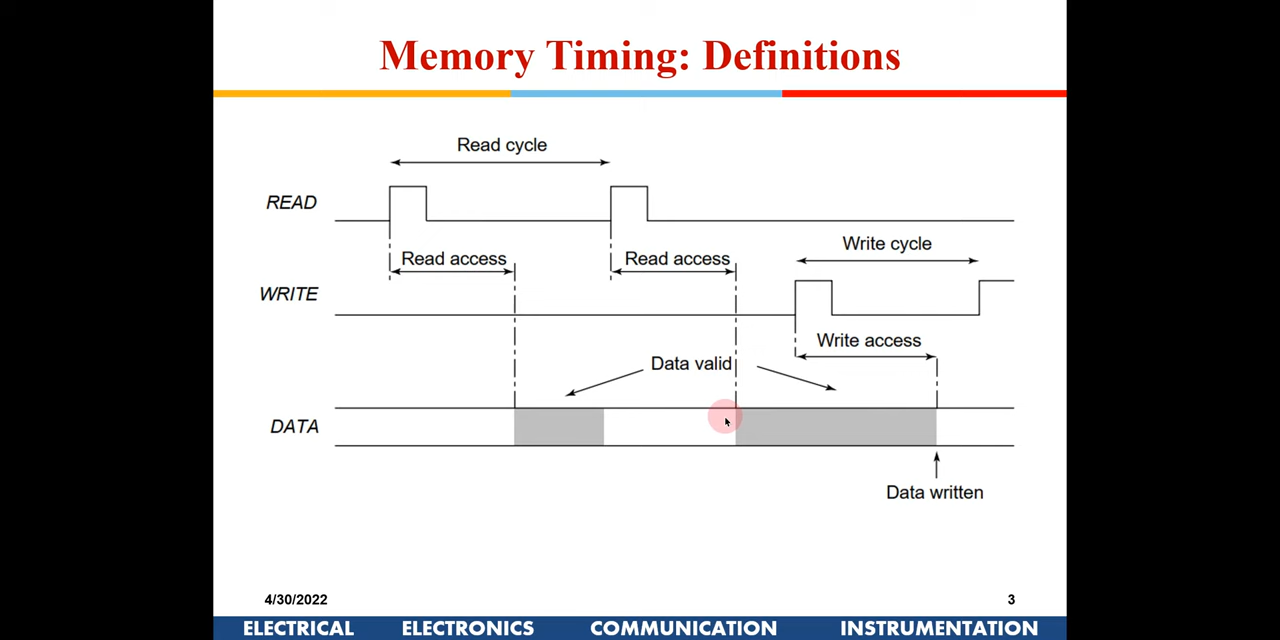 Memory Timing: Definitions
Read cycle
READ
Write cycle
Read access
Read access
WRITE
Write access
Data valid
DATA
Data written
4/30/2022
3
ELECTRICAL ELECTRONICS COMMUNICATION INSTRUMENTATION